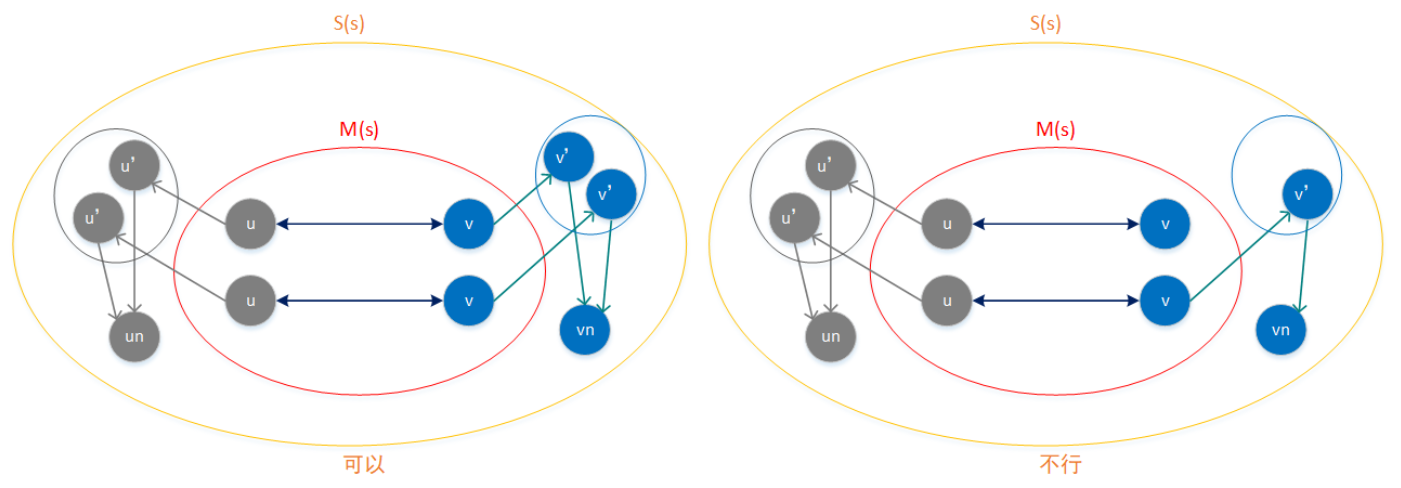 S(s)
M(s)
u'
u'
u
v
v'
v'
u
v
un
vn
可以
S(s)
M(s)
u'
u'
u
v
v'
u
v
un
vn
不行